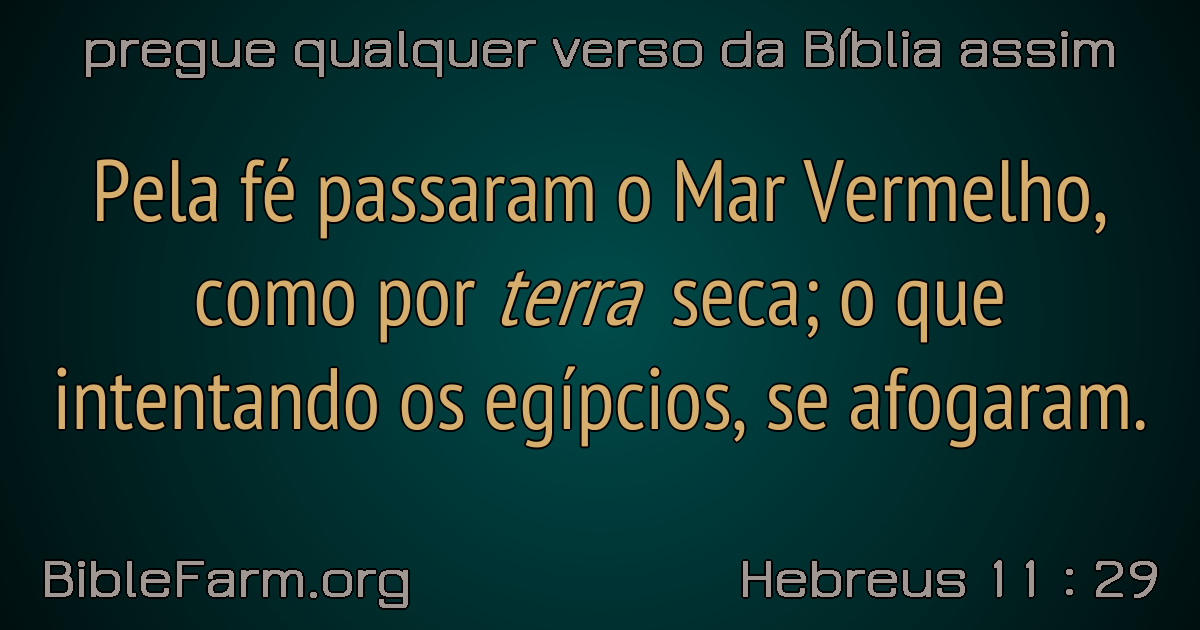 pregue qualquer verso da Bíblia assim
Pela fé passaram o Mar Vermelho,
como por terra seca; o que
intentando os egípcios, se afogaram.
BibleFarm.org
Hebreus 11 : 29